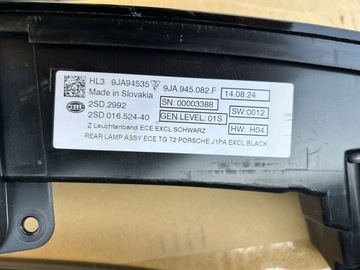 HL3 9JA94535 9JA.945.082.F 14.08.24
Made in Slovakia SN: 00003388 SW:0012
HELLA 2SD.2992
2SD 016.524-40 GEN LEVEL: 01S HW: H04
Z Leuchtenband ECE EXCL SCHWARZ
REAR LAMP ASSY ECE TG T2 PORSCHE J1PA EXCL BLACK